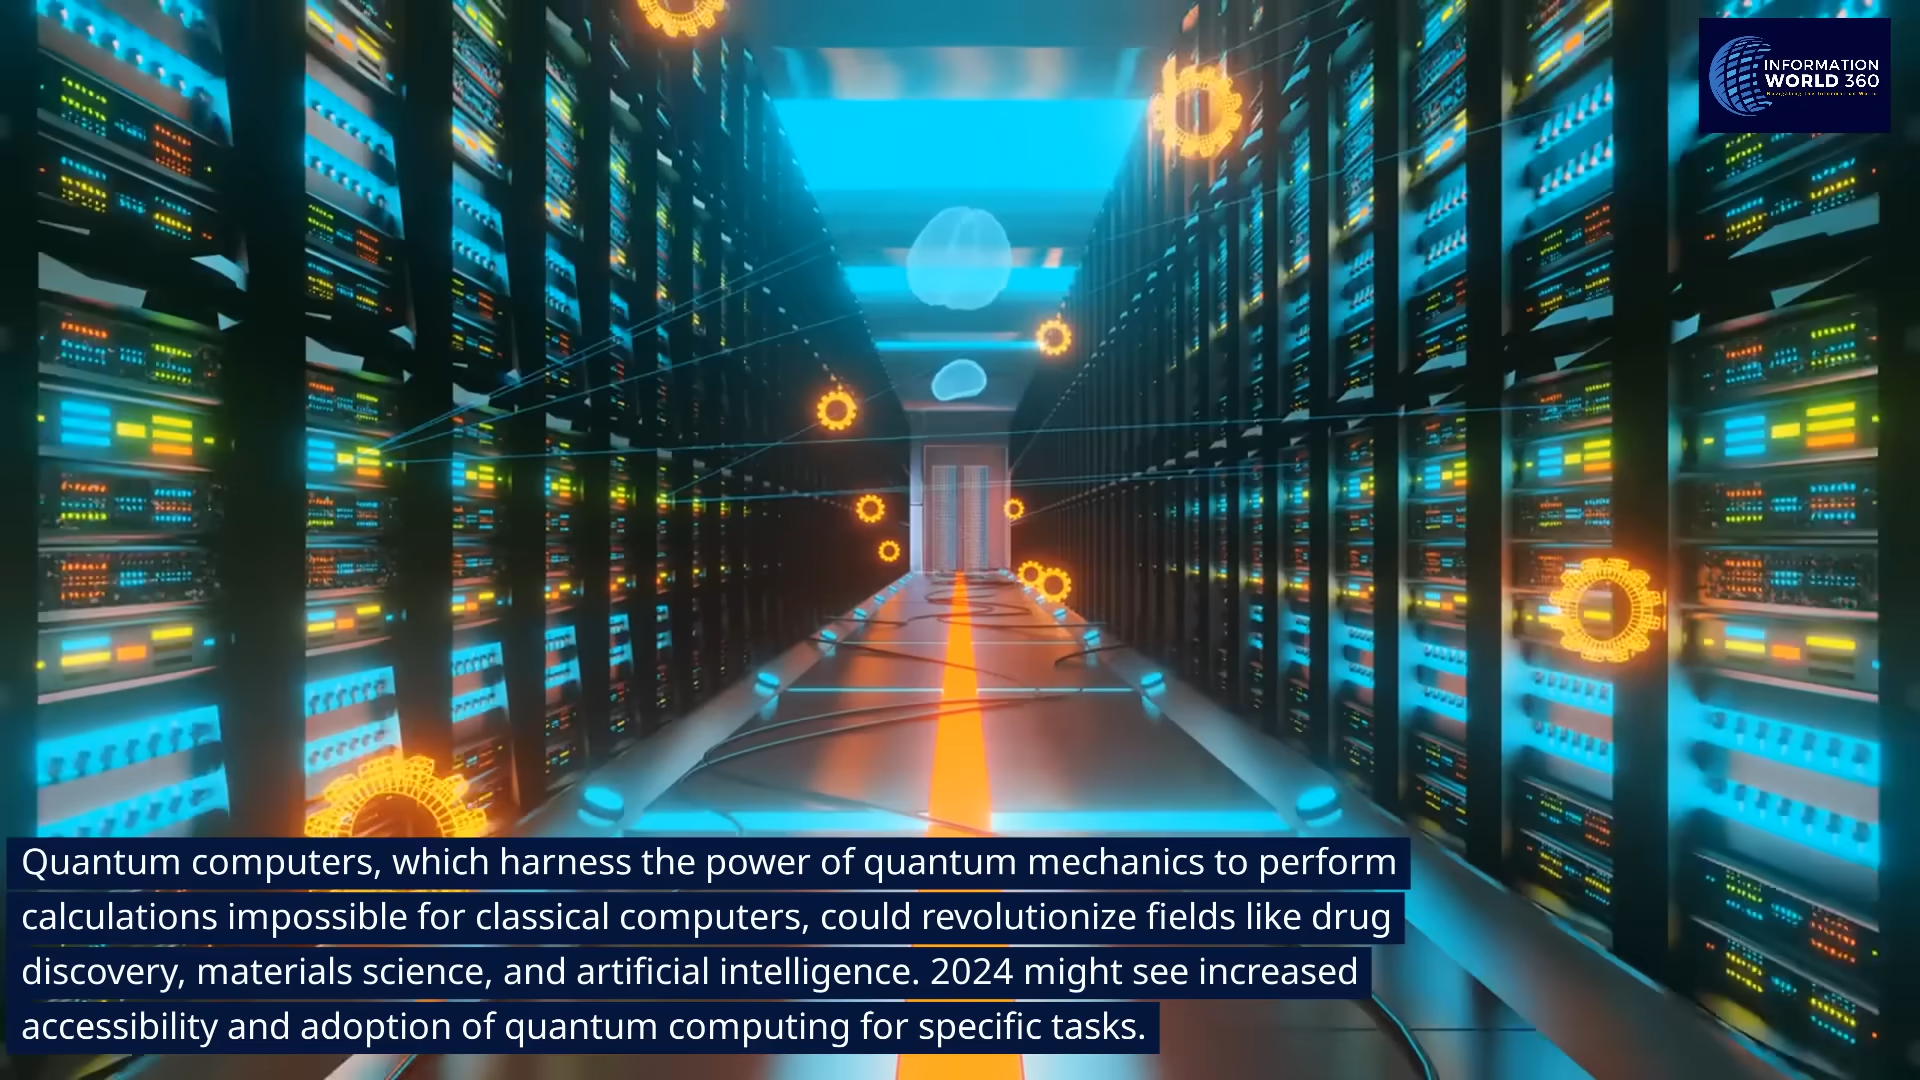 INFORMATION
WORLD 360
Quantum computers, which harness the power of quantum mechanics to perform
calculations impossible for classical computers, could revolutionize fields like drug
discovery, materials science, and artificial intelligence. 2024 might see increased
accessibility and adoption of quantum computing for specific tasks.